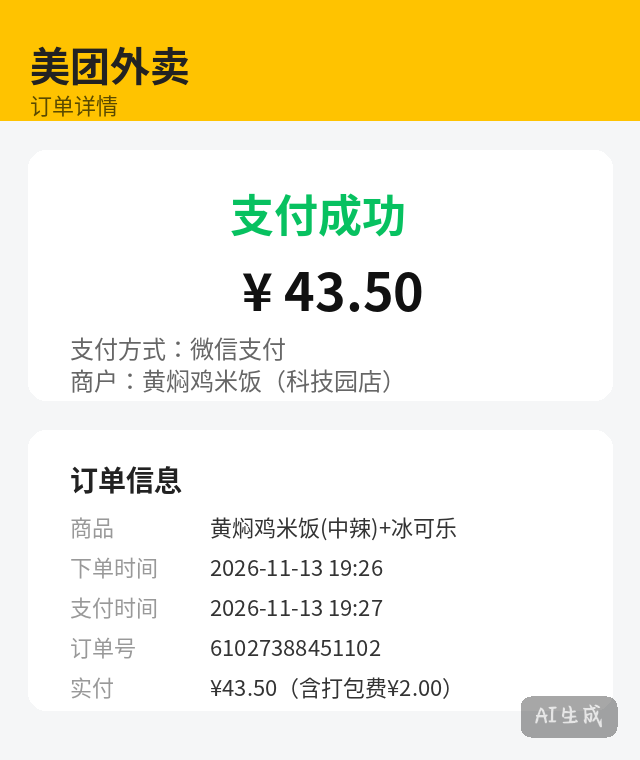 美团外卖
订单详情
支付成功
¥ 43.50
支付方式：微信支付
商户：黄焖鸡米饭（科技园店）
订单信息
商品 黄焖鸡米饭(中辣)+冰可乐
下单时间 2026-11-13 19:26
支付时间 2026-11-13 19:27
订单号 61027388451102
实付 ¥43.50（含打包费¥2.00）
AI生成